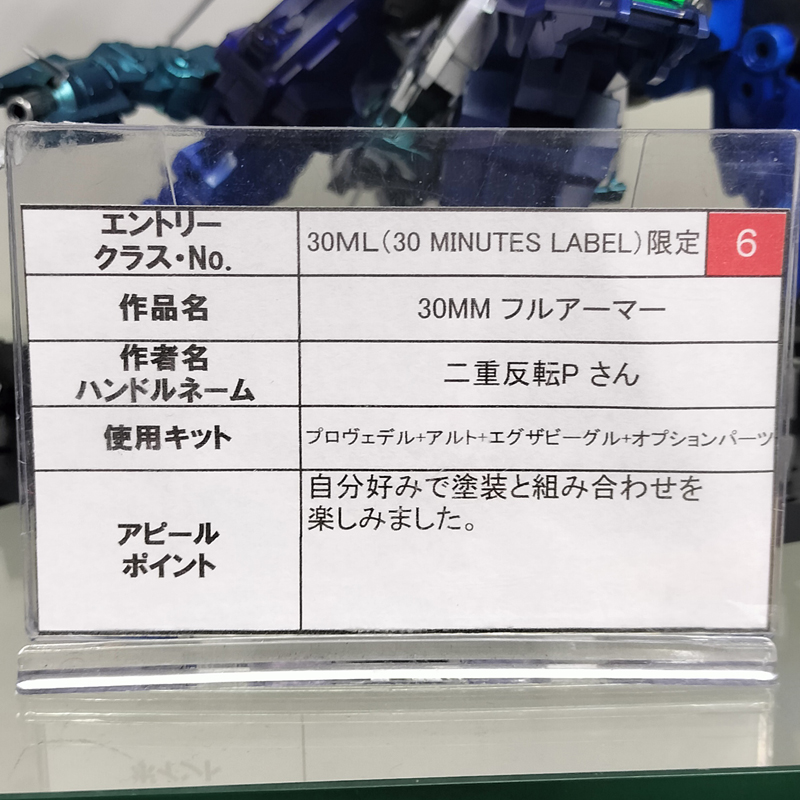 エントリー
クラス・No.
30ML(30 MINUTES LABEL)限定
6
作品名
30MM フルアーマー
作者名
ハンドルネーム
二重反転P さん
使用キット
プロヴェデル+アルト+エグザビーグル+オプションパーツ
アピール
ポイント
自分好みで塗装と組み合わせを
楽しみました。